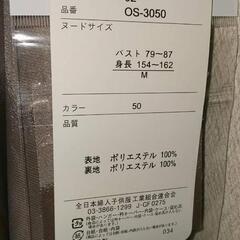 品番 OS-3050
ヌードサイズ
バスト 79~87
身長 154~162
M
カラー 50
品質
表地 ポリエステル 100%
裏地 ポリエステル 100%
全日本婦人子供服工業組合連合会
03-3866-1299 J-CF0275
034